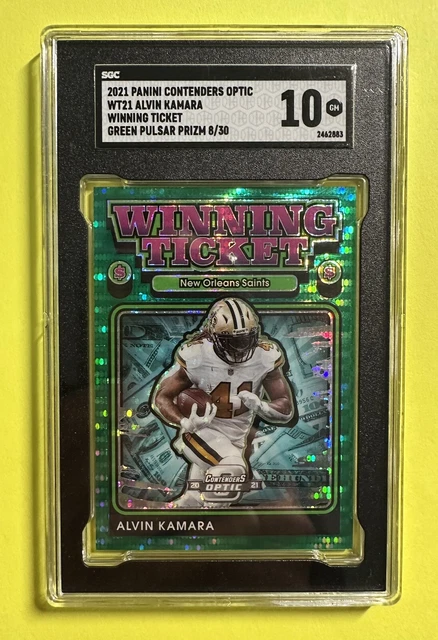 SGC
2021 PANINI CONTENDERS OPTIC
WT21 ALVIN KAMARA
WINNING TICKET
GREEN PULSAR PRIZM 8/30
10 GM
2462883
WINNING
TICKET
$ $
New Orleans Saints
41
20 CONTENDERS 21
OPTIC
ALVIN KAMARA